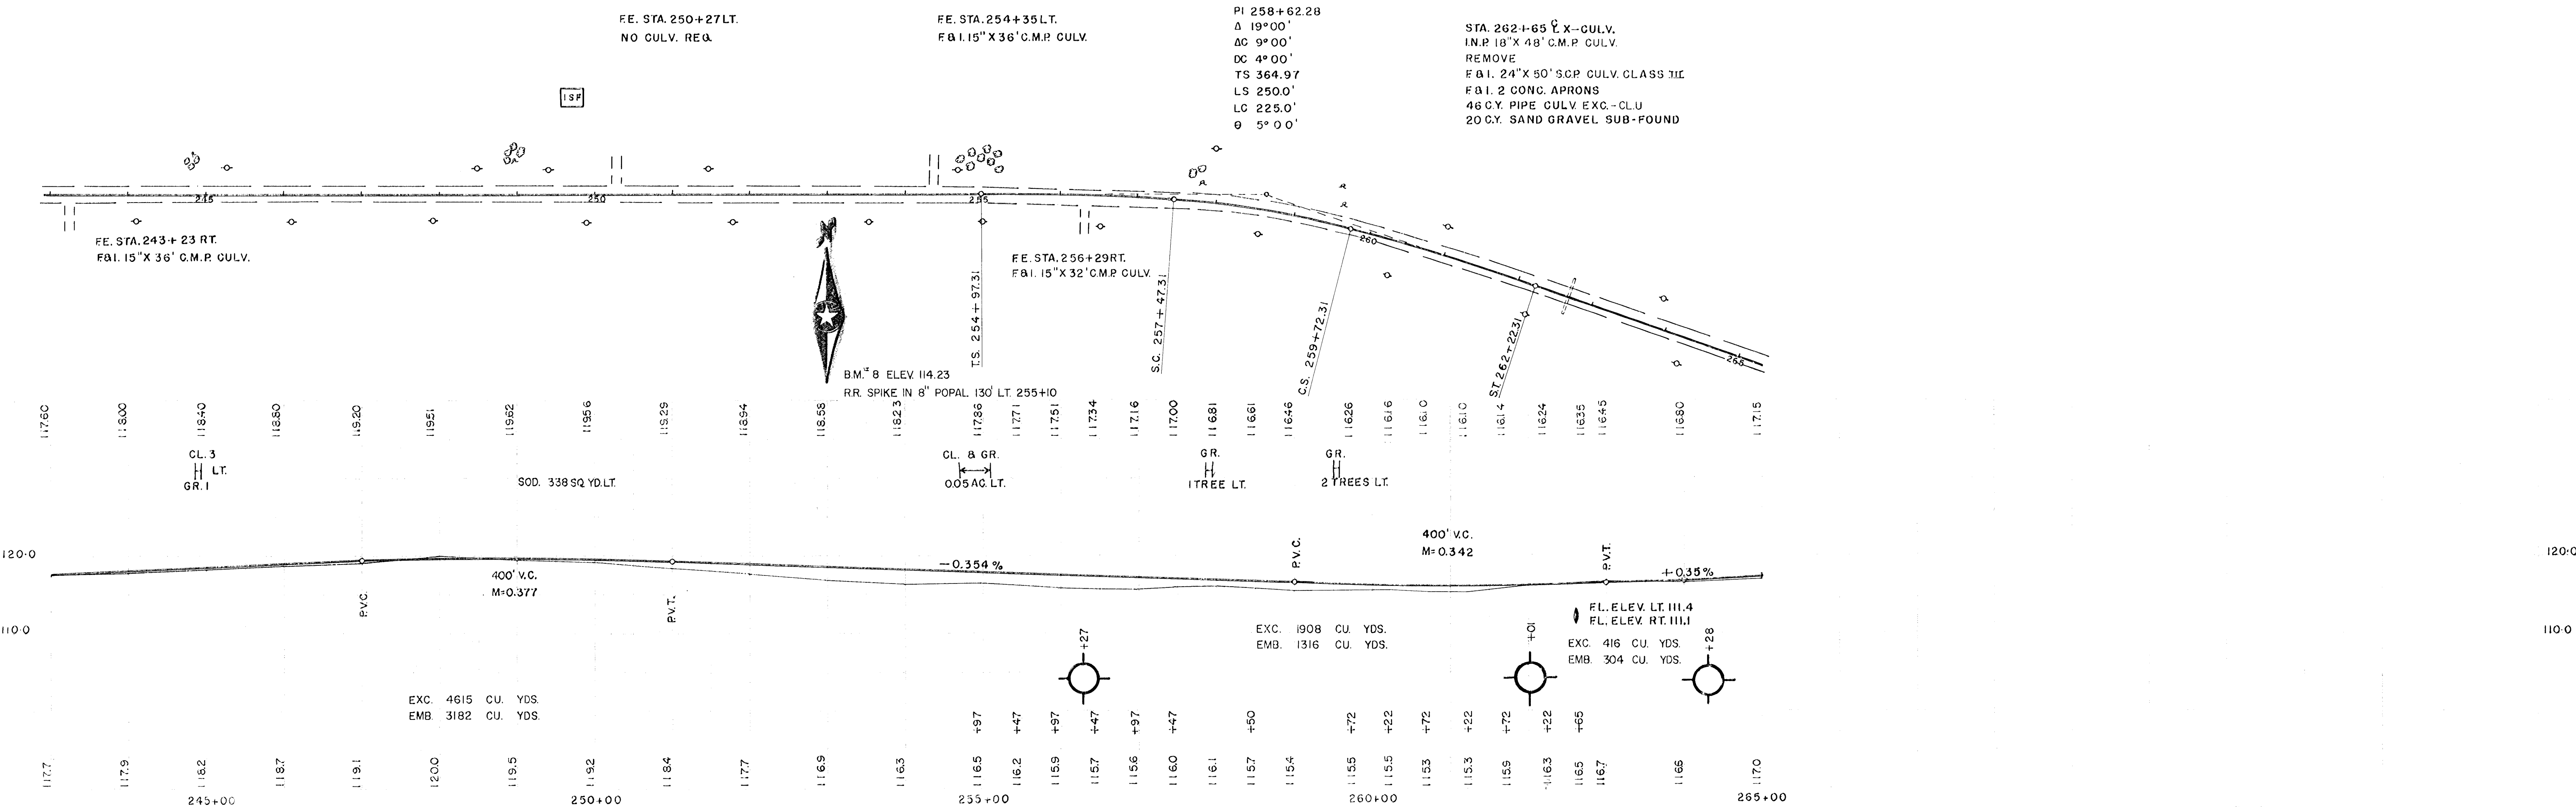 F.E. STA. 250+27 LT.
NO CULV. REQ.
F.E. STA. 254+35 LT.
F.&I. 15" X 36' C.M.P. CULV.
PI 258+62.28
Δ 19°00'
ΔC 9°00'
DC 4°00'
TS 364.97
LS 250.0'
LC 225.0'
θ 5°00'
STA. 262+65 ℄ X-CULV.
I.N.P. 18" X 48' C.M.P. CULV.
REMOVE
F.&I. 24" X 50' S.C.P. CULV. CLASS III
F.&I. 2 CONC. APRONS
46 C.Y. PIPE CULV. EXC.-CL.U
20 C.Y. SAND GRAVEL SUB-FOUND
ISF
245
250
255
260
265
F.E. STA. 243+23 RT.
F.&I. 15" X 36' C.M.P. CULV.
F.E. STA. 256+29 RT.
F.&I. 15" X 32' C.M.P. CULV.
T.S. 254+97.31
S.C. 257+47.31
C.S. 259+72.31
S.T. 262+22.31
B.M.# 8 ELEV. 114.23
R.R. SPIKE IN 8" POPAL 130' LT. 255+10
117.60 118.00 118.40 118.80 119.20 119.51 119.62 119.56 119.29 118.94 118.58 118.23 117.86 117.71 117.51 117.34 117.16 117.00 116.81 116.61 116.46 116.26 116.16 116.10 116.10 116.14 116.24 116.35 116.45 116.80 117.15
CL. 3
LT.
GR. 1
SOD. 338 SQ. YD. LT.
CL. & GR.
0.05 AC. LT.
GR.
1 TREE LT.
GR.
2 TREES LT.
120.0
120.0
400' V.C.
M=0.377
P.V.C.
P.V.T.
-0.354%
P.V.C.
400' V.C.
M=0.342
P.V.T.
+0.35%
110.0
110.0
F.L. ELEV. LT. 111.4
F.L. ELEV. RT. 111.1
EXC. 1908 CU. YDS.
EMB. 1316 CU. YDS.
EXC. 416 CU. YDS.
EMB. 304 CU. YDS.
+27
+01
+28
EXC. 4615 CU. YDS.
EMB. 3182 CU. YDS.
+97 +47 +97 +47 +97 +47 +50 +72 +22 +72 +22 +72 +22 +65
117.7 117.9 118.2 118.7 119.1 120.0 119.5 119.2 118.4 117.7 116.9 116.3 116.5 116.2 115.9 115.7 115.6 116.0 116.1 115.7 115.4 115.5 115.5 115.3 115.3 115.9 116.3 116.5 116.7 116.6 117.0
245+00 250+00 255+00 260+00 265+00